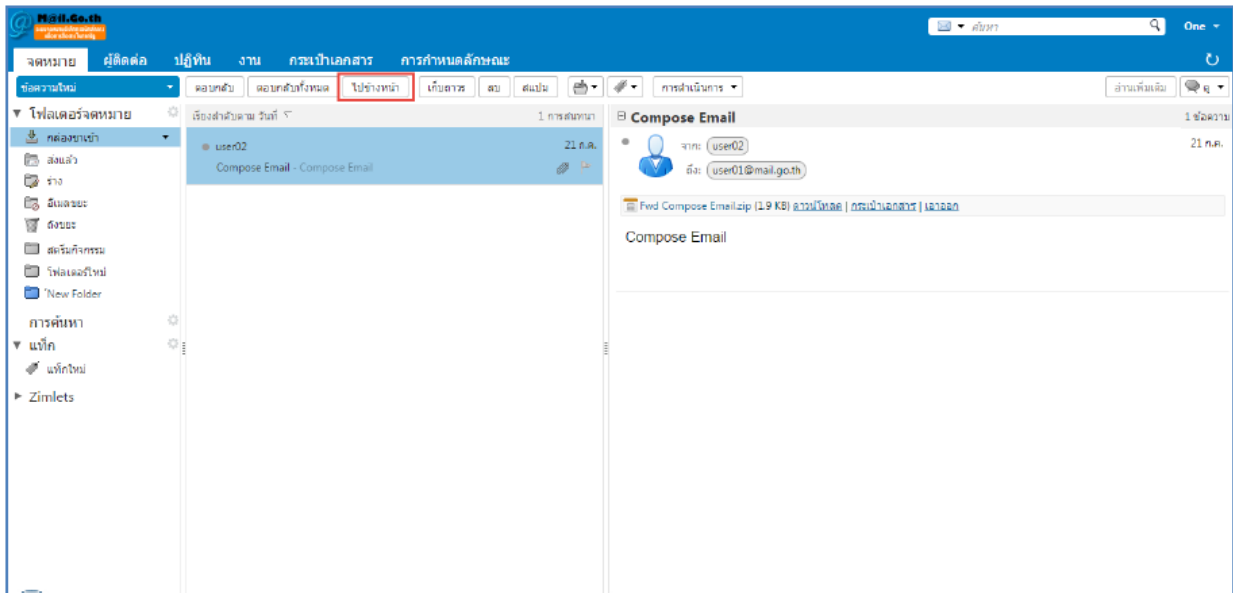 M@il.Go.th
ค้นหา
One
จดหมาย ผู้ติดต่อ ปฏิทิน งาน กระเป๋าเอกสาร การกำหนดลักษณะ
ข้อความใหม่ ตอบกลับ ตอบกลับทั้งหมด ไปข้างหน้า เก็บถาวร ลบ สแปม การดำเนินการ อ่านเพิ่มเติม ดู
โฟลเดอร์จดหมาย
กล่องขาเข้า
ส่งแล้ว
ร่าง
อีเมลขยะ
ถังขยะ
สตรีมกิจกรรม
โฟลเดอร์ใหม่
`New Folder
การค้นหา
แท็ก
แท็กใหม่
Zimlets
เรียงลำดับตาม วันที่ 1 การสนทนา
user02 21 ก.ค.
Compose Email - Compose Email
Compose Email 1 ข้อความ
จาก: user02 21 ก.ค.
ถึง: user01@mail.go.th
Fwd Compose Email.zip (1.9 KB) ดาวน์โหลด | กระเป๋าเอกสาร | เอาออก
Compose Email